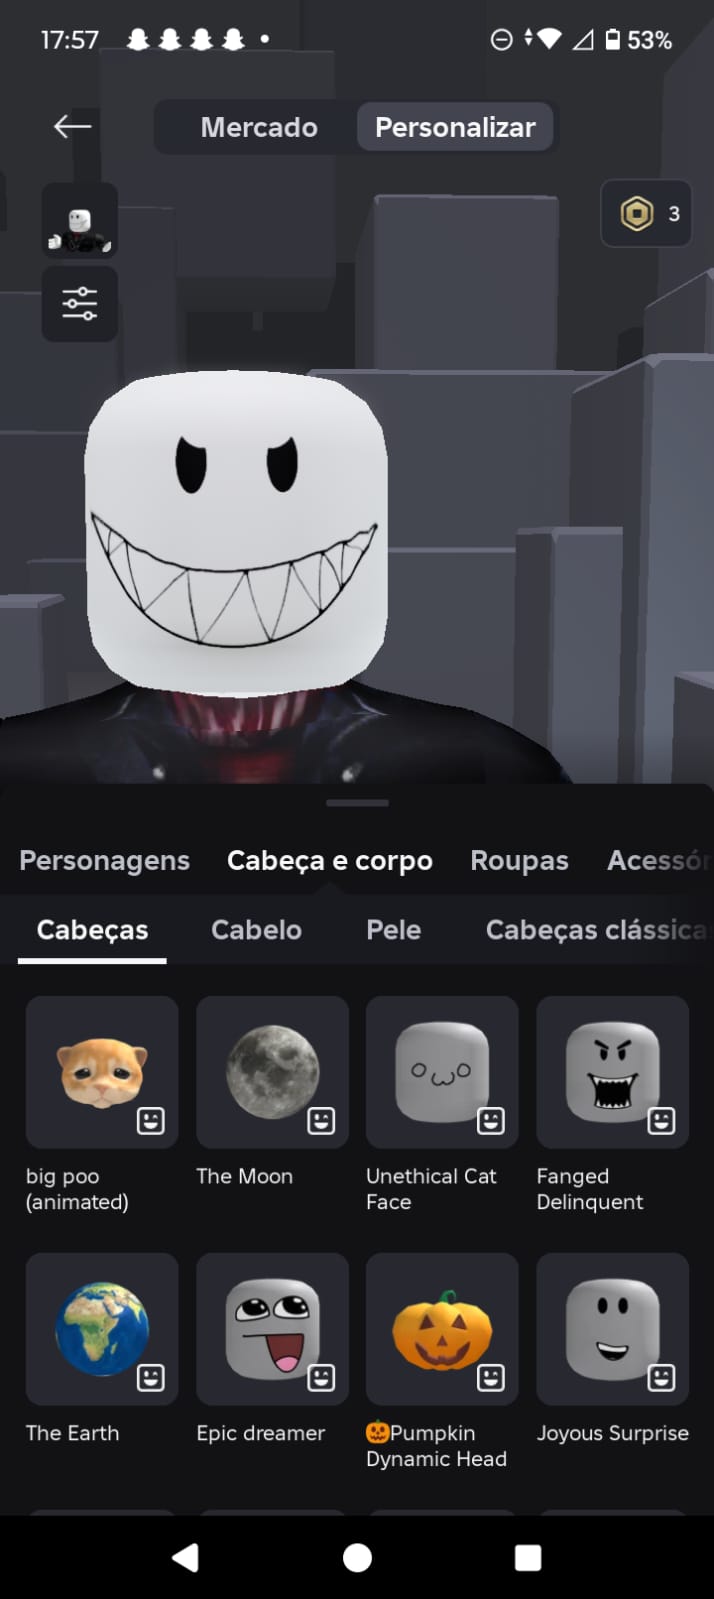 17:57
53%
Mercado
Personalizar
3
Personagens
Cabeça e corpo
Roupas
Acessór
Cabeças
Cabelo
Pele
Cabeças clássica
big poo
(animated)
The Moon
Unethical Cat
Face
Fanged
Delinquent
The Earth
Epic dreamer
🎃Pumpkin
Dynamic Head
Joyous Surprise